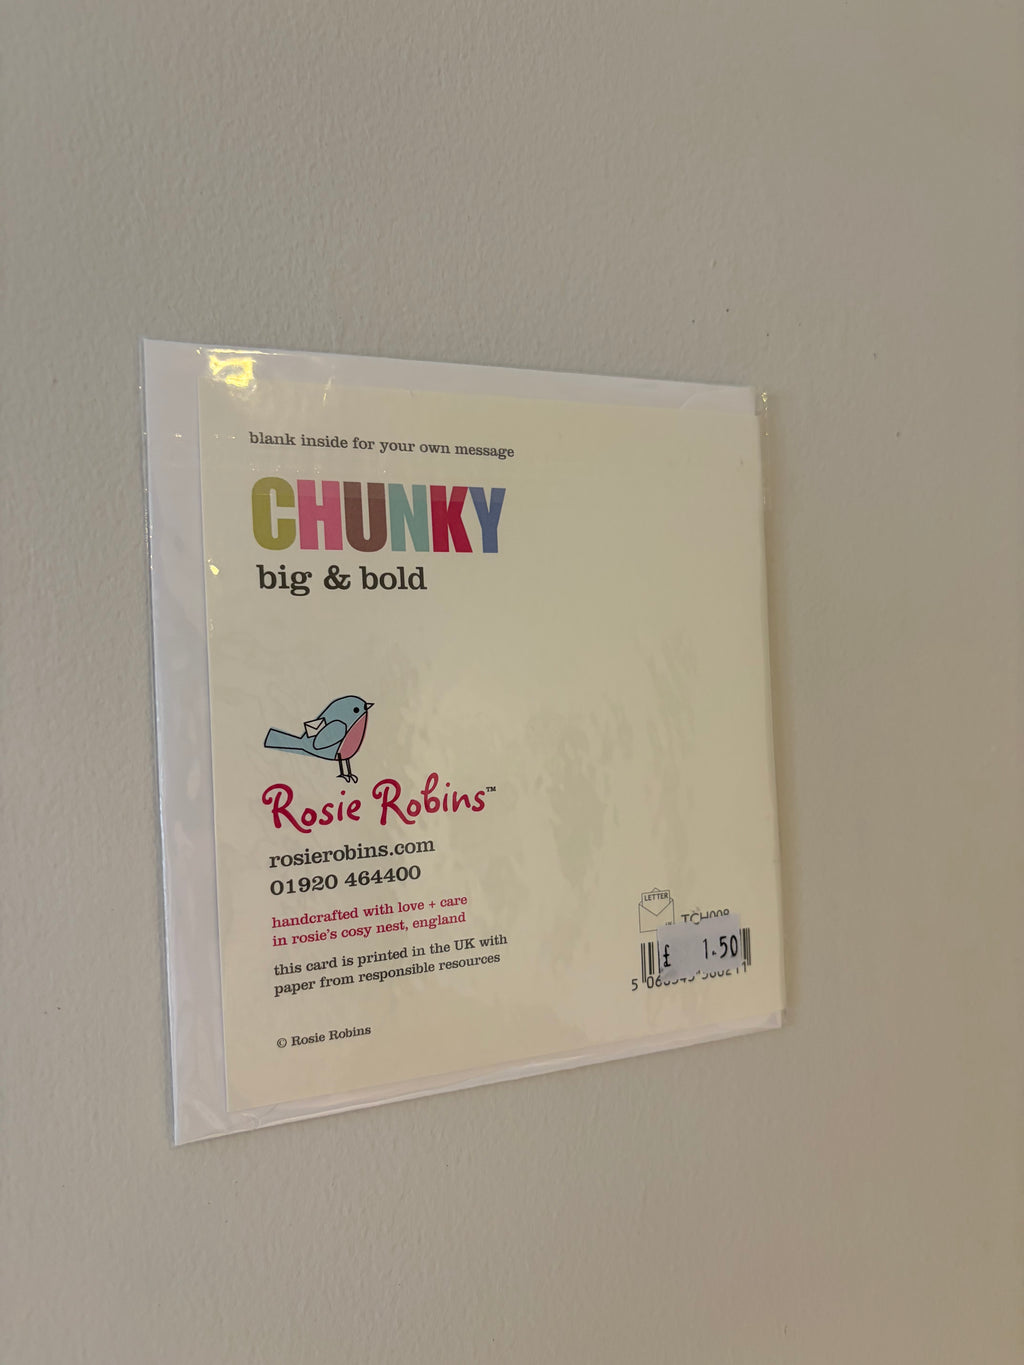 blank inside for your own message
CHUNKY
big & bold
Rosie Robins™
rosierobins.com
01920 464400
handcrafted with love + care
in rosie's cosy nest, england
this card is printed in the UK with
paper from responsible resources
© Rosie Robins
LETTER
£ 1.50